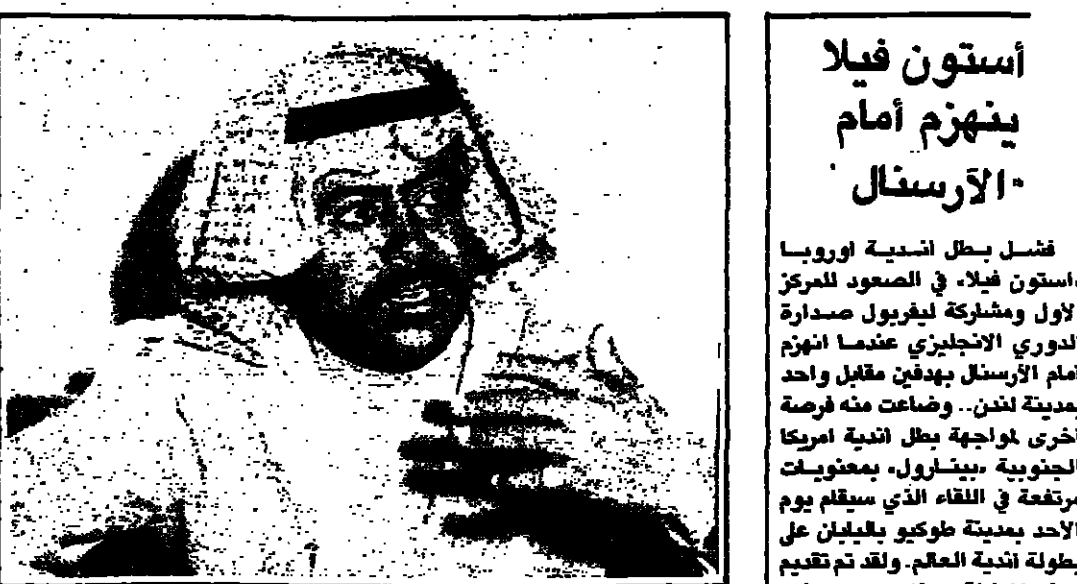 أستون فيلا
ينهزم أمام
«الآرسنال»
فشل بطل اندية اوروبا
،استون فيلا، في الصعود للمركز
الاول ومشاركة ليفربول صدارة
الدوري الانجليزي عندما انهزم
امام الآرسنال بهدفين مقابل واحد
بمدينة لندن.. وضاعت منه فرصة
اخرى لمواجهة بطل اندية امريكا
الجنوبية ،بينارول، بمعنويات
مرتفعة في اللقاء الذي سيقام يوم
الاحد بمدينة طوكيو باليابان على
بطولة اندية العالم. ولقد تم تقديم